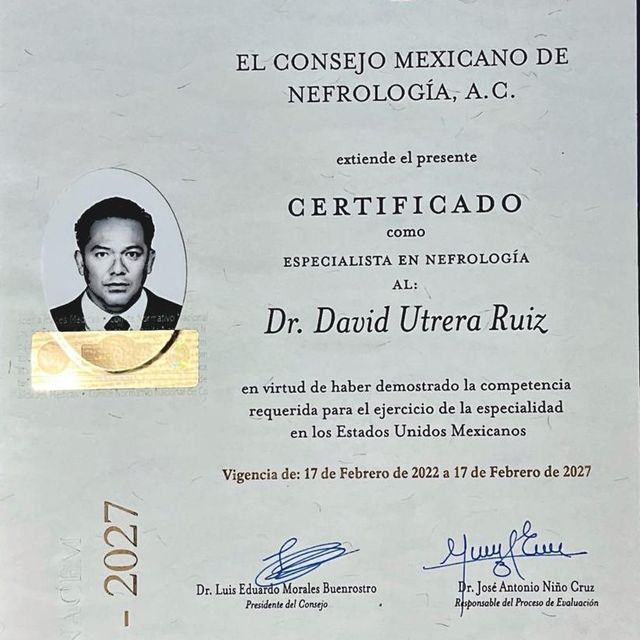 EL CONSEJO MEXICANO DE
NEFROLOGÍA, A.C.
extiende el presente
CERTIFICADO
como
ESPECIALISTA EN NEFROLOGÍA
AL:
Dr. David Utrera Ruiz
en virtud de haber demostrado la competencia
requerida para el ejercicio de la especialidad
en los Estados Unidos Mexicanos
Vigencia de: 17 de Febrero de 2022 a 17 de Febrero de 2027
- 2027
Dr. Luis Eduardo Morales Buenrostro
Presidente del Consejo
Dr. José Antonio Niño Cruz
Responsable del Proceso de Evaluación